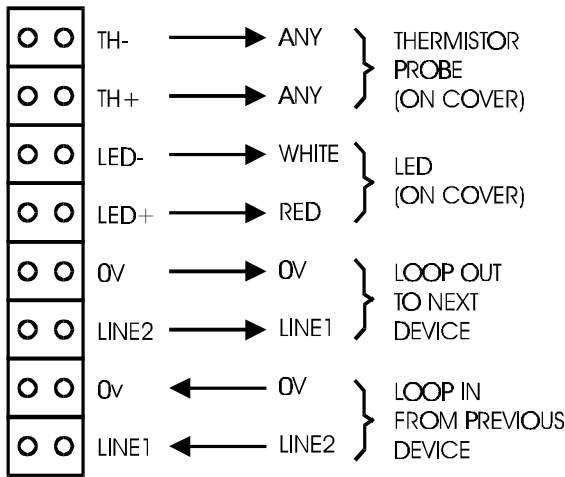 TH- ANY
TH+ ANY
THERMISTOR
PROBE
(ON COVER)
LED- WHITE
LED+ RED
LED
(ON COVER)
0V 0V
LINE2 LINE1
LOOP OUT
TO NEXT
DEVICE
0v 0V
LINE1 LINE2
LOOP IN
FROM PREVIOUS
DEVICE